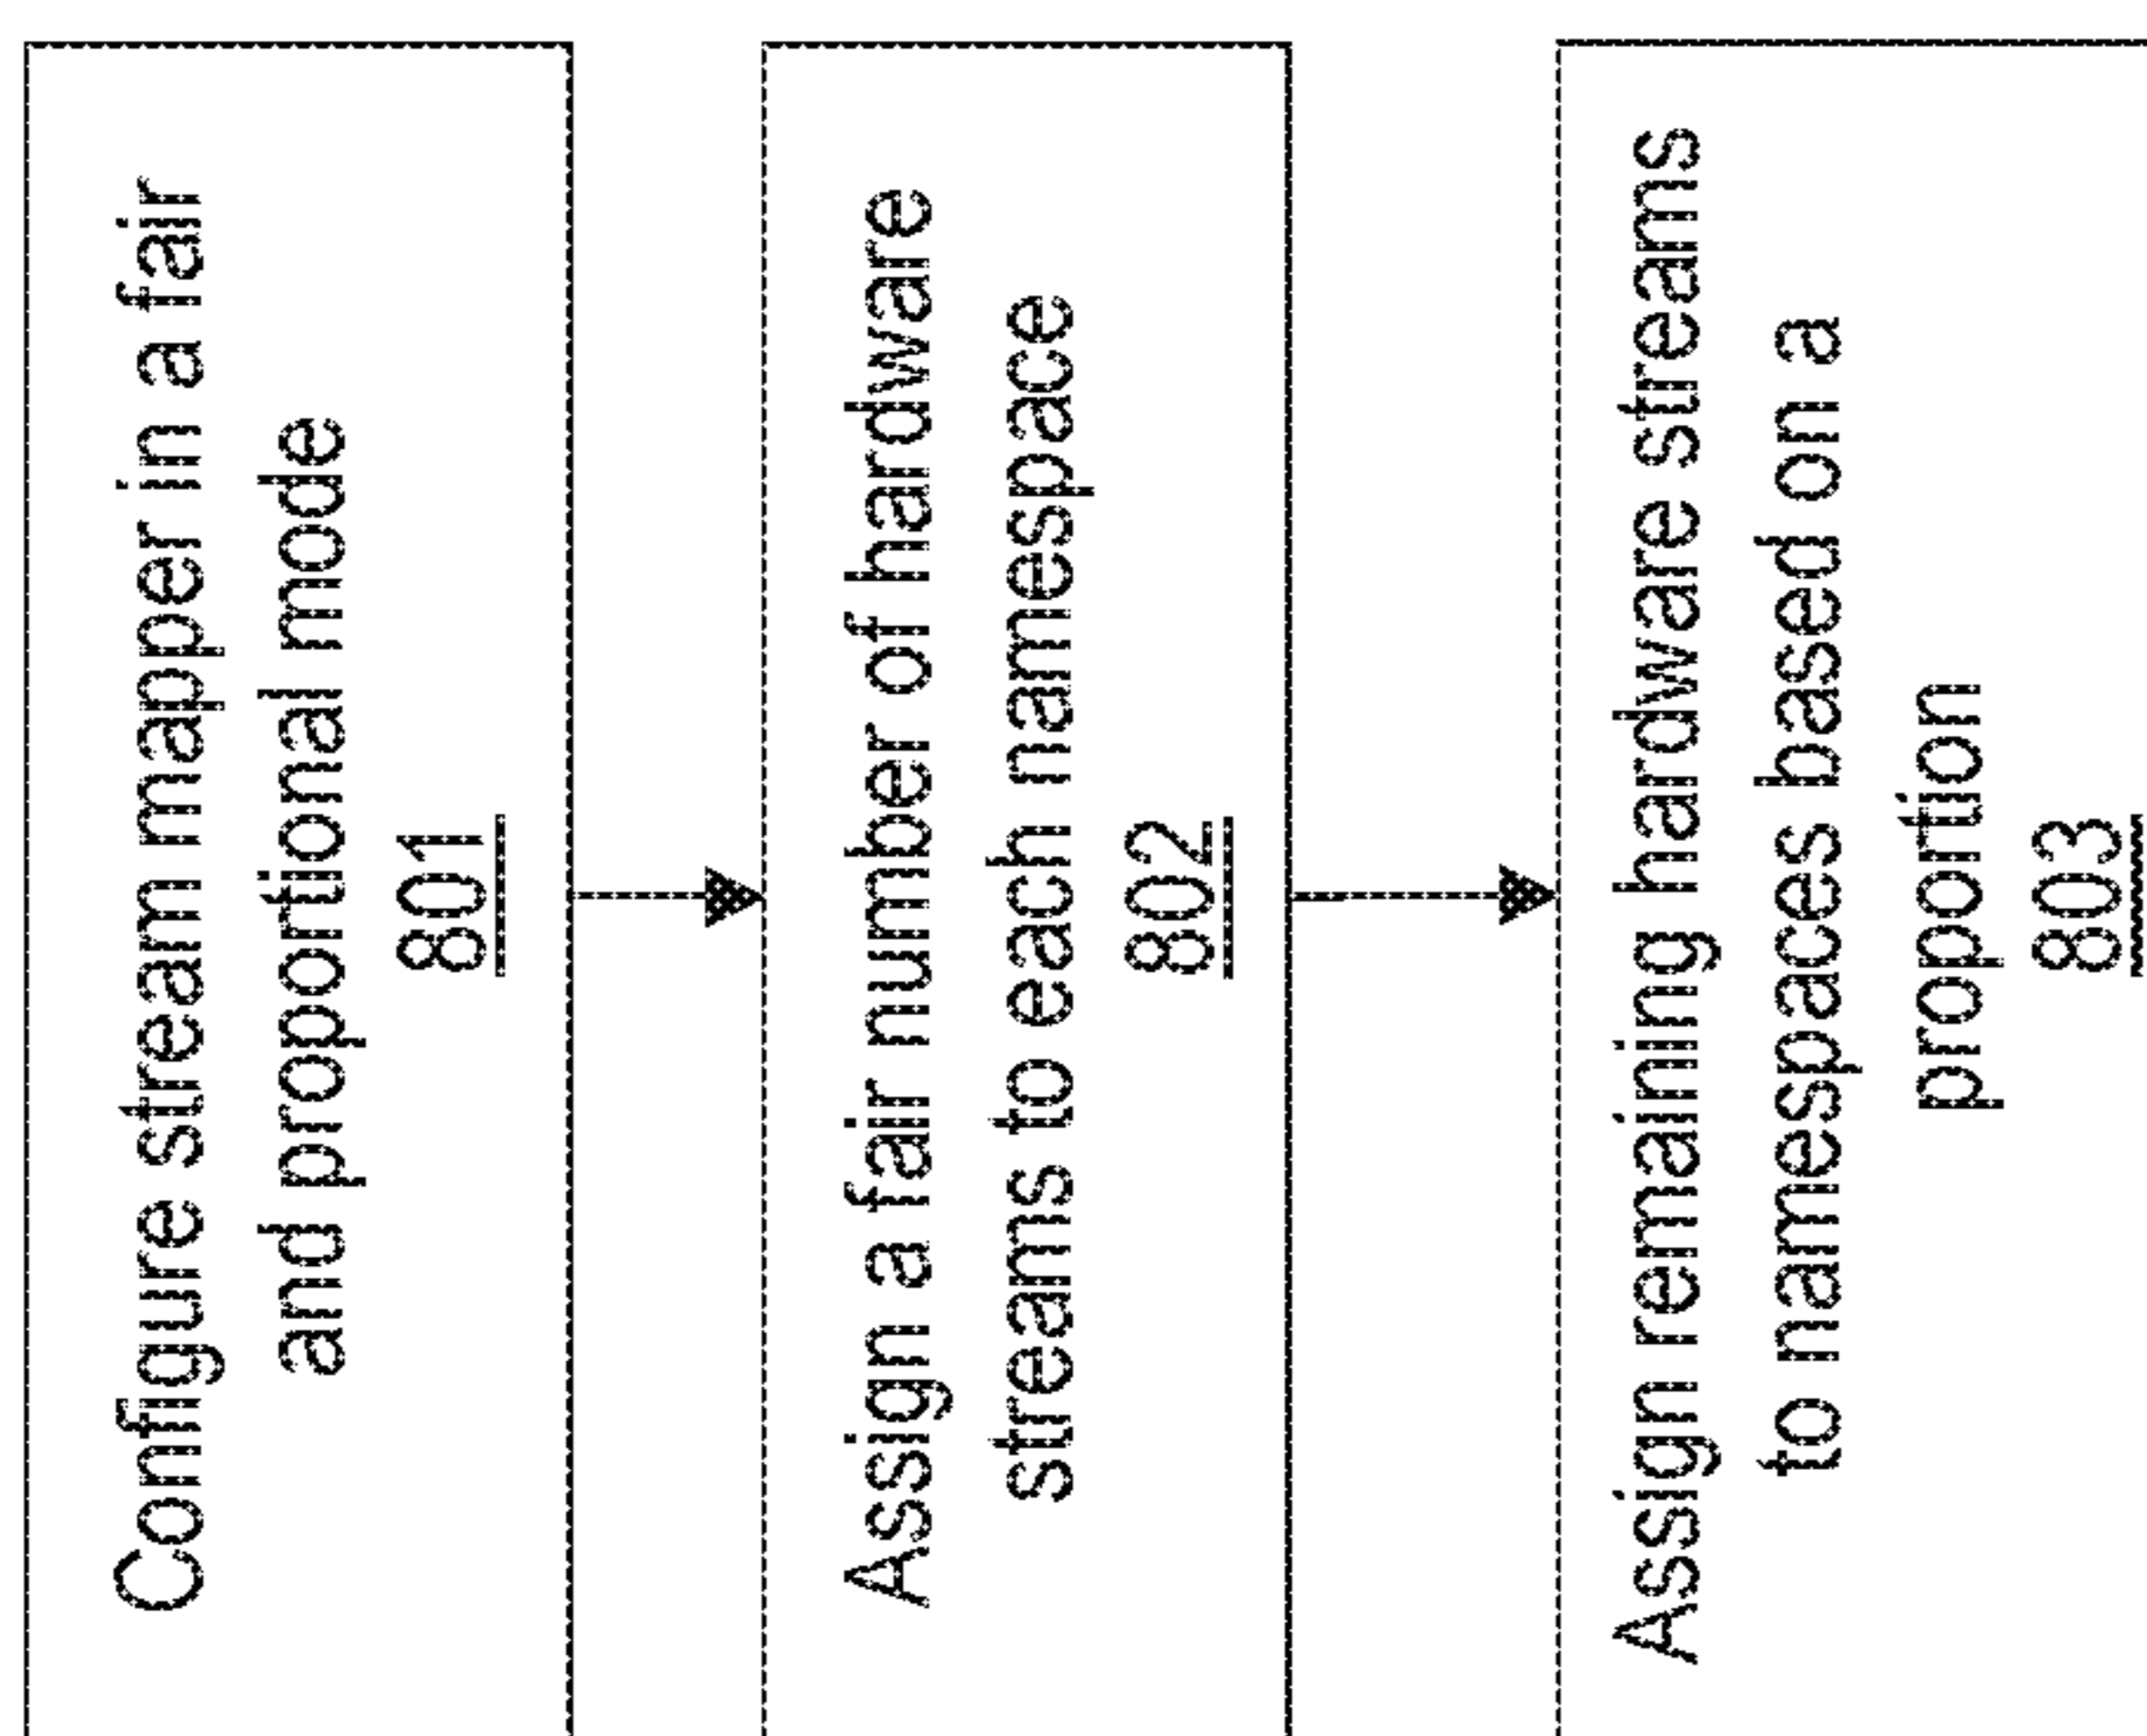 Configure stream mapper in a fair
and proportional mode
801
Assign a fair number of hardware
streams to each namespace
802
Assign remaining hardware streams
to namespaces based on a
proportion
803